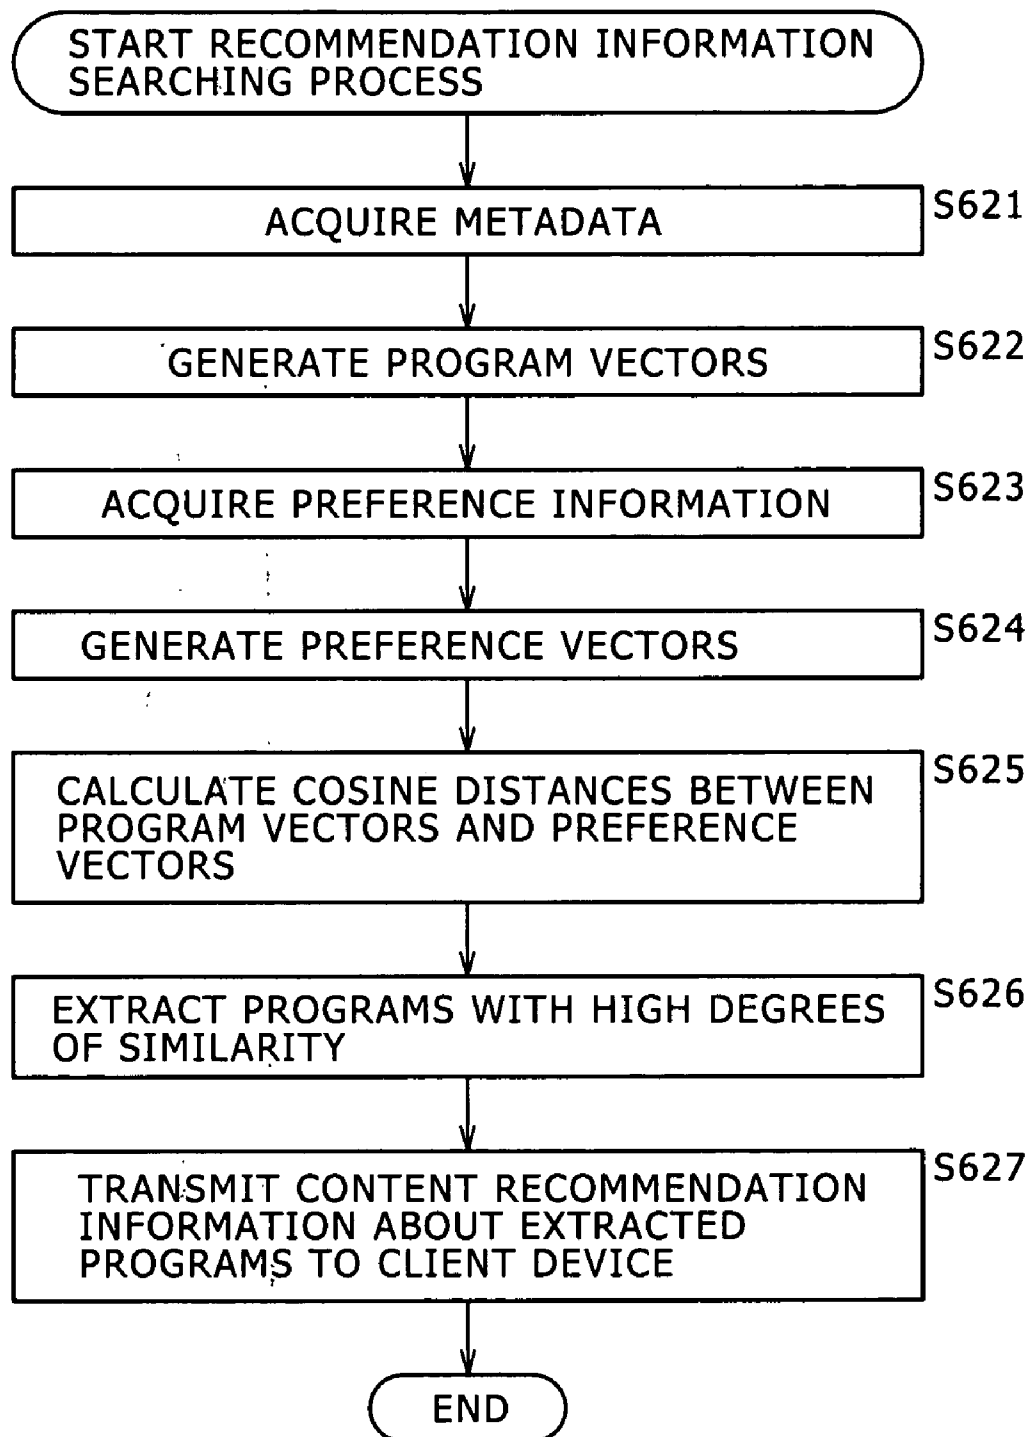 START RECOMMENDATION INFORMATION
SEARCHING PROCESS
ACQUIRE METADATA
S621
GENERATE PROGRAM VECTORS
S622
ACQUIRE PREFERENCE INFORMATION
S623
GENERATE PREFERENCE VECTORS
S624
CALCULATE COSINE DISTANCES BETWEEN
PROGRAM VECTORS AND PREFERENCE
VECTORS
S625
EXTRACT PROGRAMS WITH HIGH DEGREES
OF SIMILARITY
S626
TRANSMIT CONTENT RECOMMENDATION
INFORMATION ABOUT EXTRACTED
PROGRAMS TO CLIENT DEVICE
S627
END